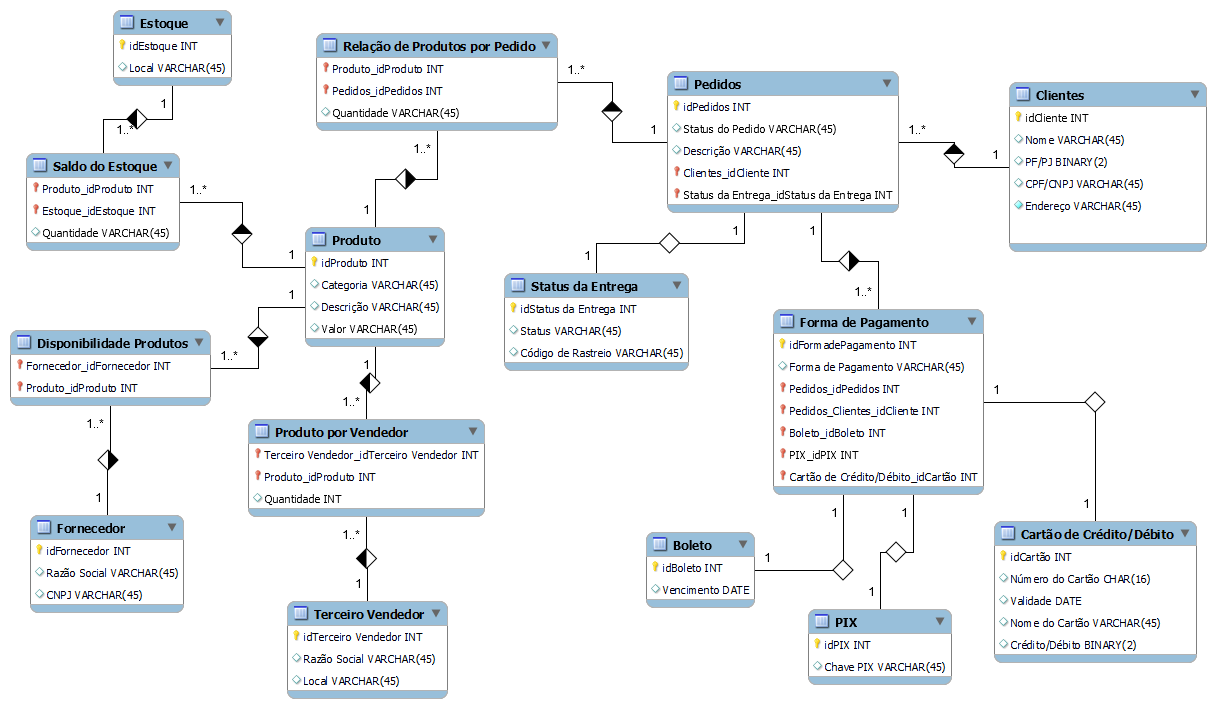 Estoque
idEstoque INT
Local VARCHAR(45)
1
1..*
Saldo do Estoque
Produto_idProduto INT
Estoque_idEstoque INT
Quantidade VARCHAR(45)
1..*
1
Relação de Produtos por Pedido
Produto_idProduto INT
Pedidos_idPedidos INT
Quantidade VARCHAR(45)
1..*
1
1..*
1
Pedidos
idPedidos INT
Status do Pedido VARCHAR(45)
Descrição VARCHAR(45)
Clientes_idCliente INT
Status da Entrega_idStatus da Entrega INT
1..*
1
Clientes
idCliente INT
Nome VARCHAR(45)
PF/PJ BINARY(2)
CPF/CNPJ VARCHAR(45)
Endereço VARCHAR(45)
Produto
idProduto INT
Categoria VARCHAR(45)
Descrição VARCHAR(45)
Valor VARCHAR(45)
1
1..*
Disponibilidade Produtos
Fornecedor_idFornecedor INT
Produto_idProduto INT
1..*
1
Fornecedor
idFornecedor INT
Razão Social VARCHAR(45)
CNPJ VARCHAR(45)
1
1..*
Produto por Vendedor
Terceiro Vendedor_idTerceiro Vendedor INT
Produto_idProduto INT
Quantidade INT
1..*
1
Terceiro Vendedor
idTerceiro Vendedor INT
Razão Social VARCHAR(45)
Local VARCHAR(45)
1
1
Status da Entrega
idStatus da Entrega INT
Status VARCHAR(45)
Código de Rastreio VARCHAR(45)
1
1..*
Forma de Pagamento
idFormadePagamento INT
Forma de Pagamento VARCHAR(45)
Pedidos_idPedidos INT
Pedidos_Clientes_idCliente INT
Boleto_idBoleto INT
PIX_idPIX INT
Cartão de Crédito/Débito_idCartão INT
1
1
1
1
1
1
Boleto
idBoleto INT
Vencimento DATE
PIX
idPIX INT
Chave PIX VARCHAR(45)
Cartão de Crédito/Débito
idCartão INT
Número do Cartão CHAR(16)
Validade DATE
Nome do Cartão VARCHAR(45)
Crédito/Débito BINARY(2)